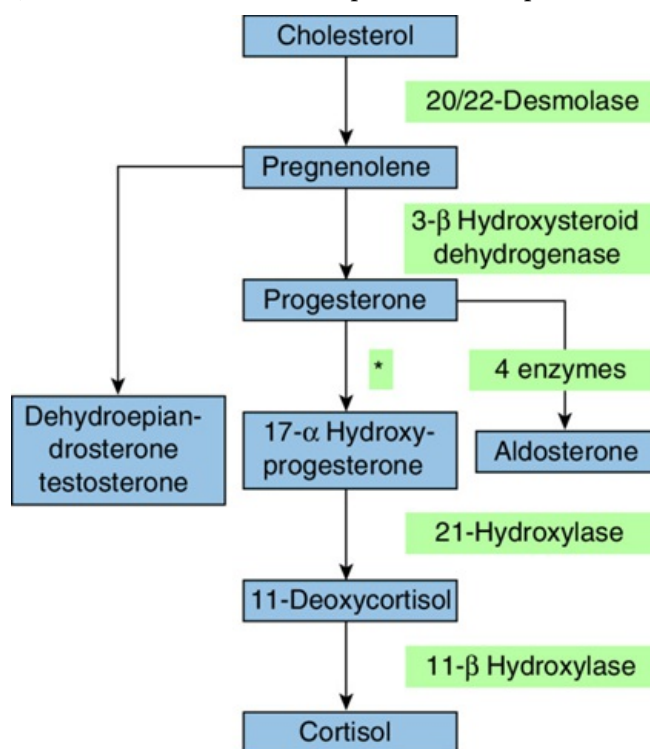 Cholesterol
20/22-Desmolase
Pregnenolene
3-β Hydroxysteroid
dehydrogenase
Progesterone
*
4 enzymes
Dehydroepian-
drosterone
testosterone
17-α Hydroxy-
progesterone
Aldosterone
21-Hydroxylase
11-Deoxycortisol
11-β Hydroxylase
Cortisol